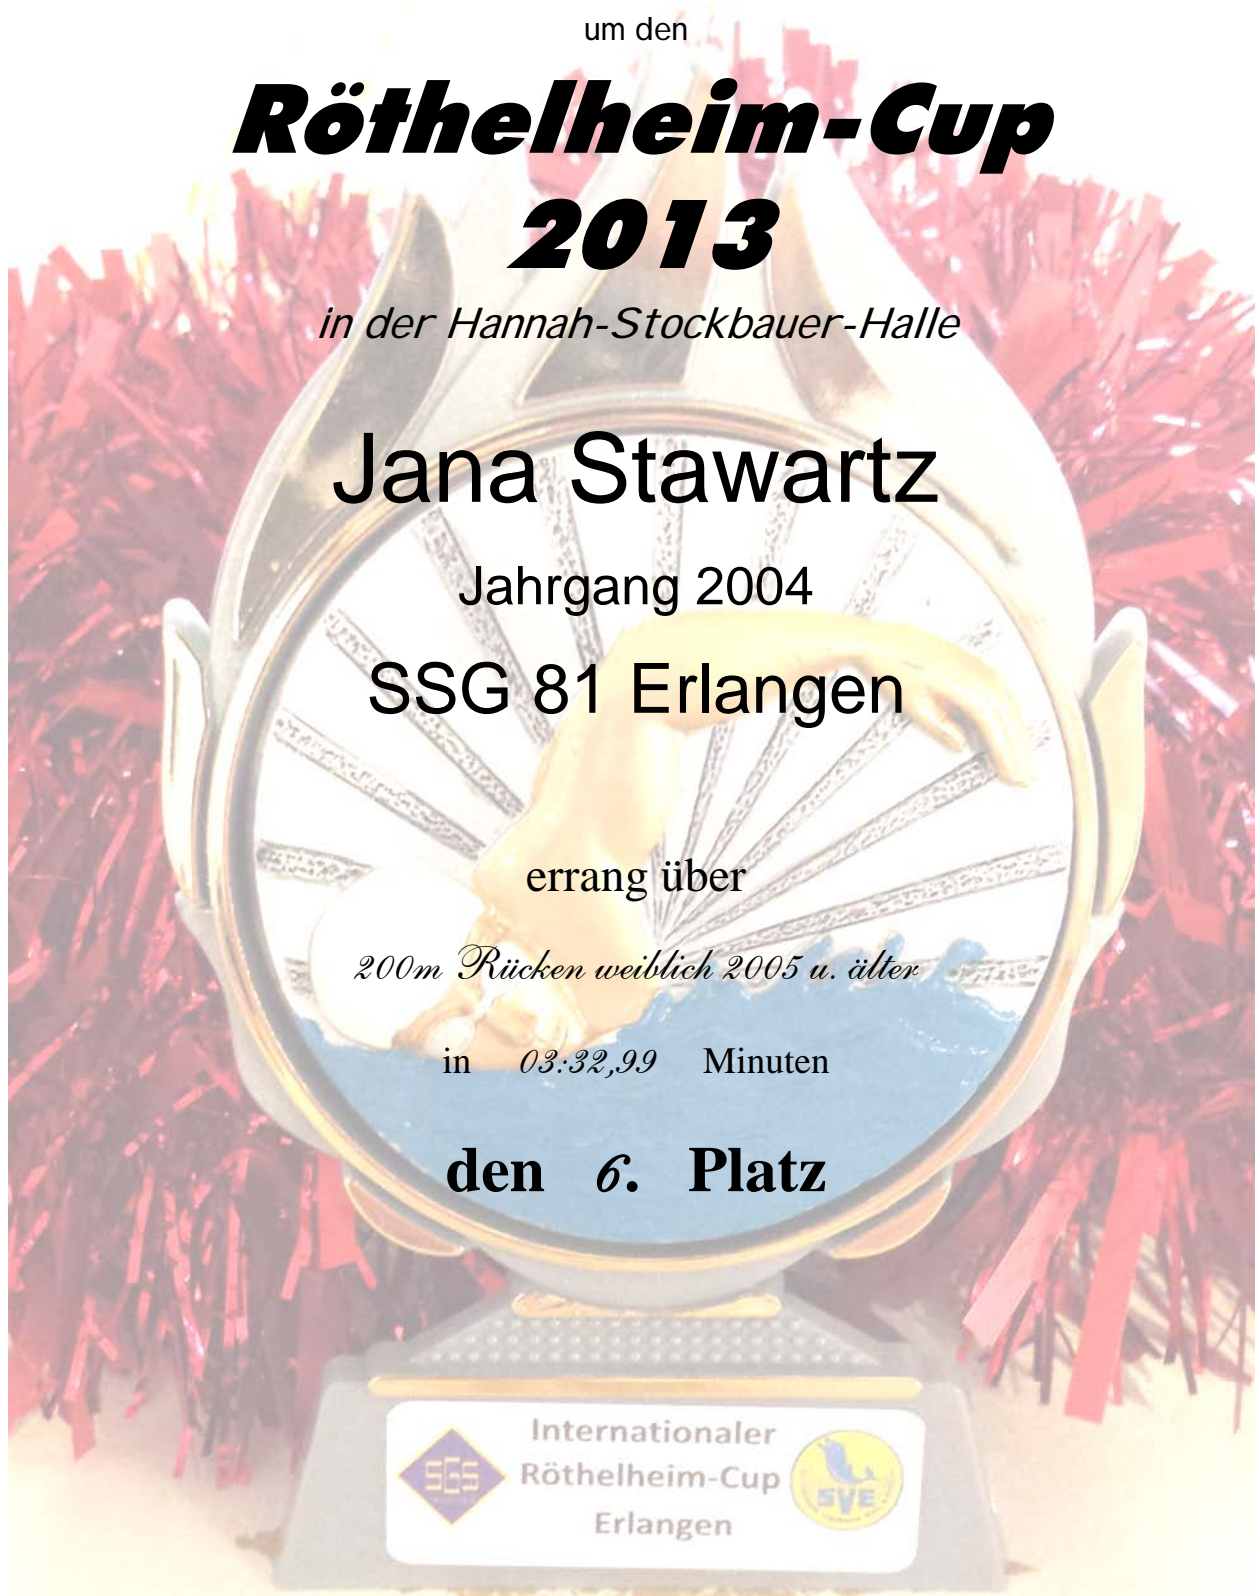 um den
Röthelheim-Cup
2013
in der Hannah-Stockbauer-Halle
Jana Stawartz
Jahrgang 2004
SSG 81 Erlangen
errang über
200m Rücken weiblich 2005 u. älter
in 03:32,99 Minuten
den 6. Platz
Internationaler
SGS Röthelheim-Cup SVE
Erlangen